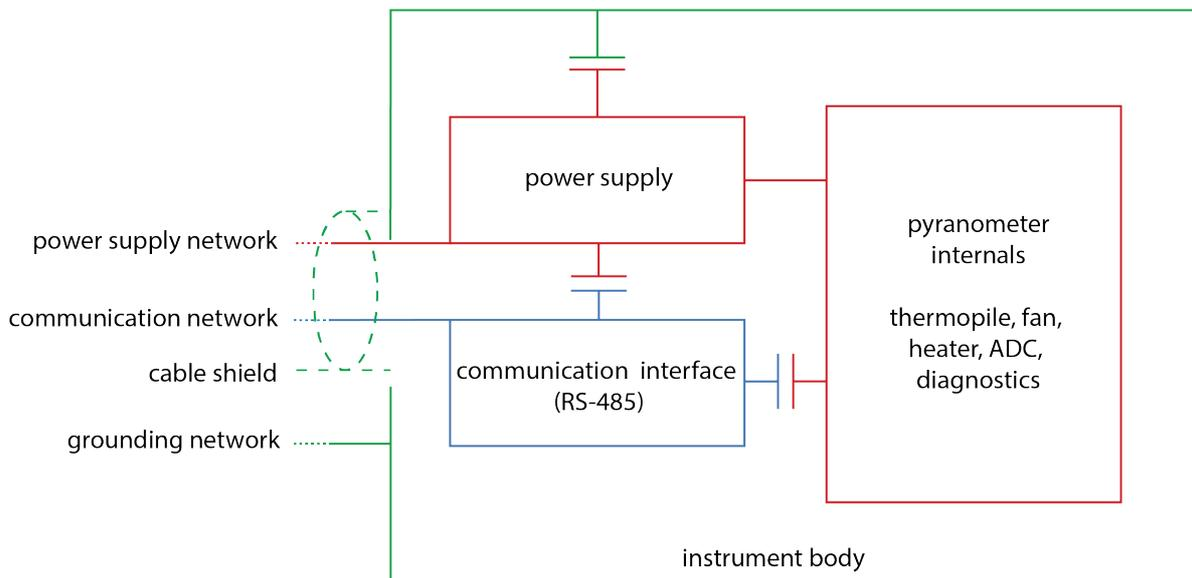 power supply
power supply network
pyranometer
internals
communication network
thermopile, fan,
heater, ADC,
diagnostics
cable shield
communication interface
(RS-485)
grounding network
instrument body